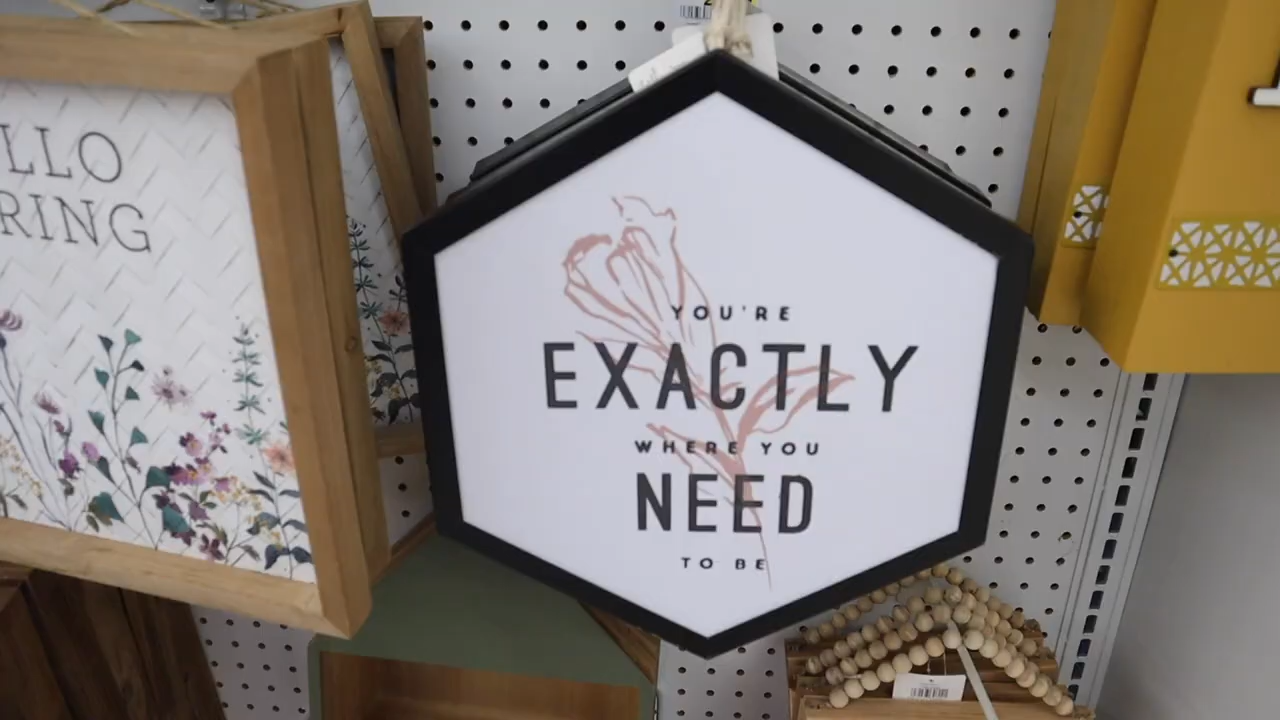 LLO
RING
YOU'RE
EXACTLY
WHERE YOU
NEED
TO BE